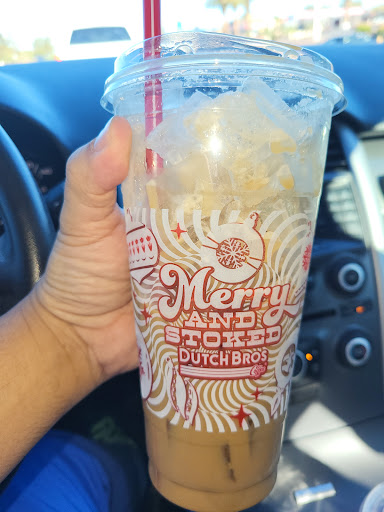 Merry
AND
STOKED
DUTCH BROS